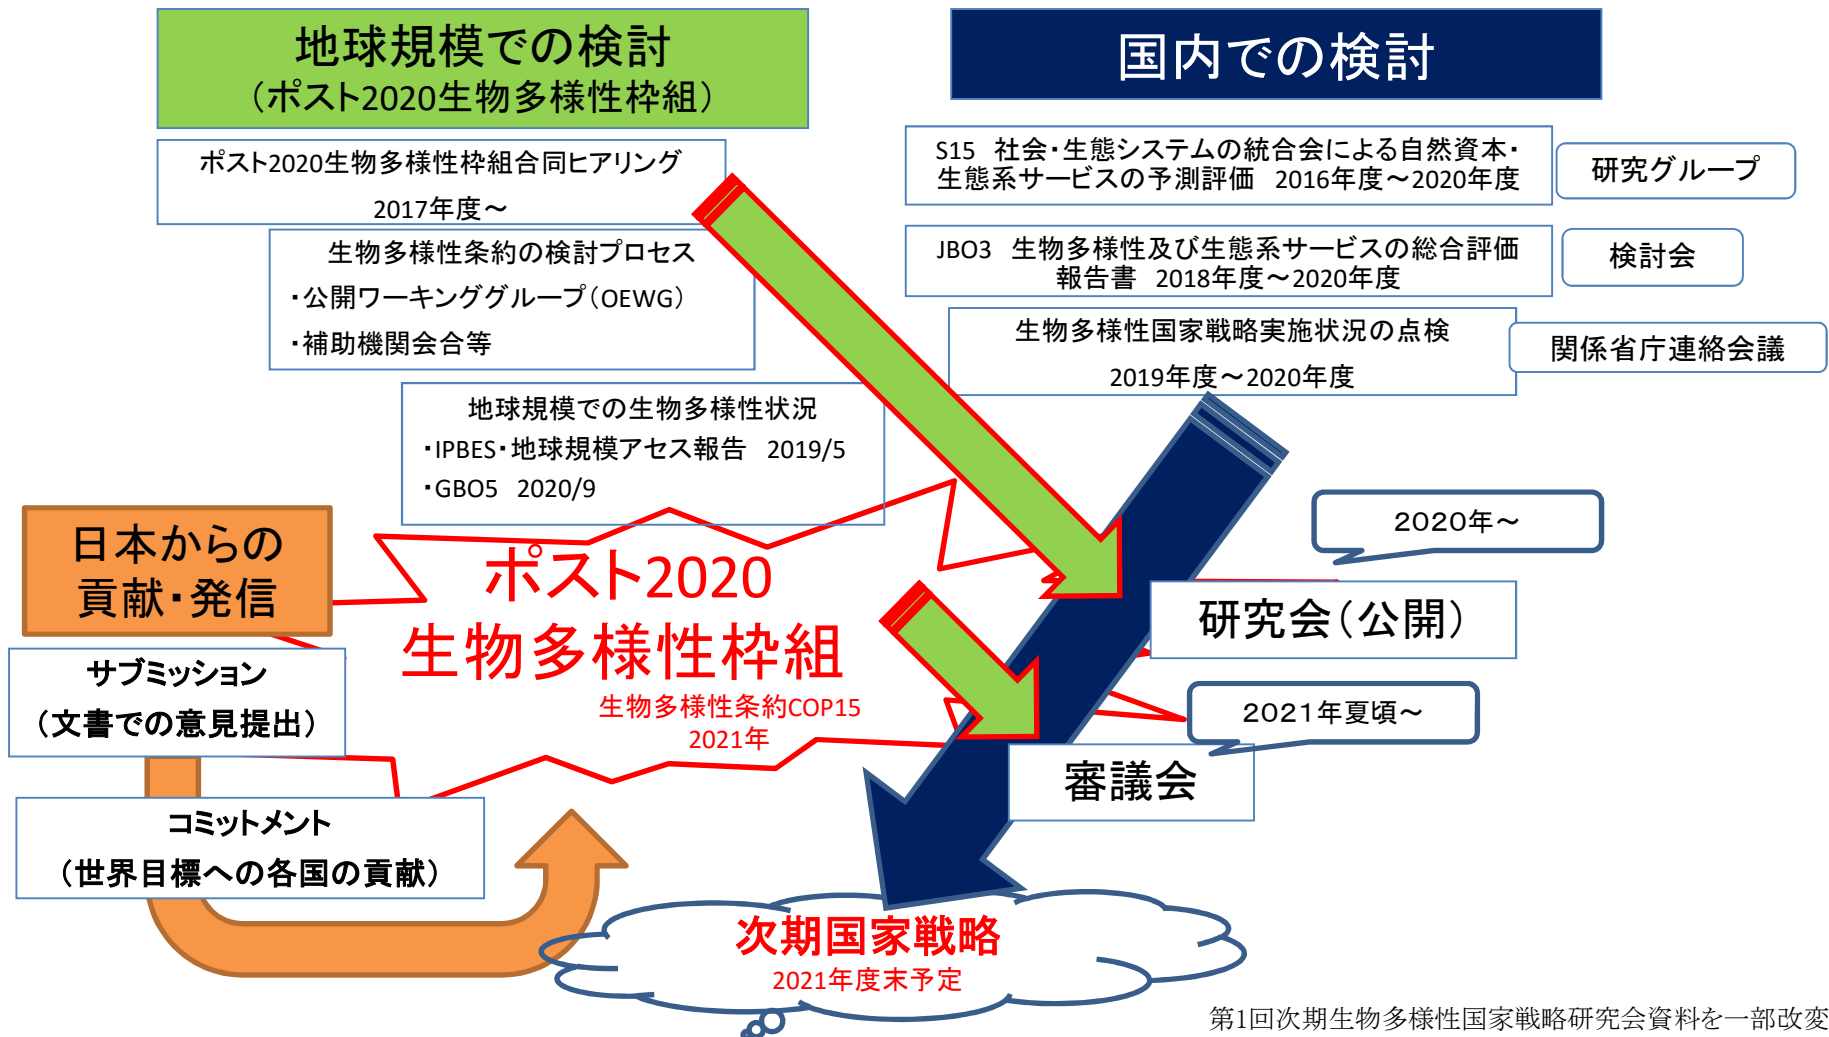 地球規模での検討
（ポスト2020生物多様性枠組）
ポスト2020生物多様性枠組合同ヒアリング
2017年度～
生物多様性条約の検討プロセス
・公開ワーキンググループ（OEWG）
・補助機関会合等
地球規模での生物多様性状況
・IPBES・地球規模アセス報告　2019/5
・GBO5　2020/9
国内での検討
S15　社会・生態システムの統合会による自然資本・
生態系サービスの予測評価　2016年度～2020年度
研究グループ
JBO3　生物多様性及び生態系サービスの総合評価
報告書　2018年度～2020年度
検討会
生物多様性国家戦略実施状況の点検
2019年度～2020年度
関係省庁連絡会議
日本からの
貢献・発信
サブミッション
（文書での意見提出）
コミットメント
（世界目標への各国の貢献）
ポスト2020
生物多様性枠組
生物多様性条約COP15
2021年
2020年～
研究会（公開）
2021年夏頃～
審議会
次期国家戦略
2021年度末予定
第1回次期生物多様性国家戦略研究会資料を一部改変